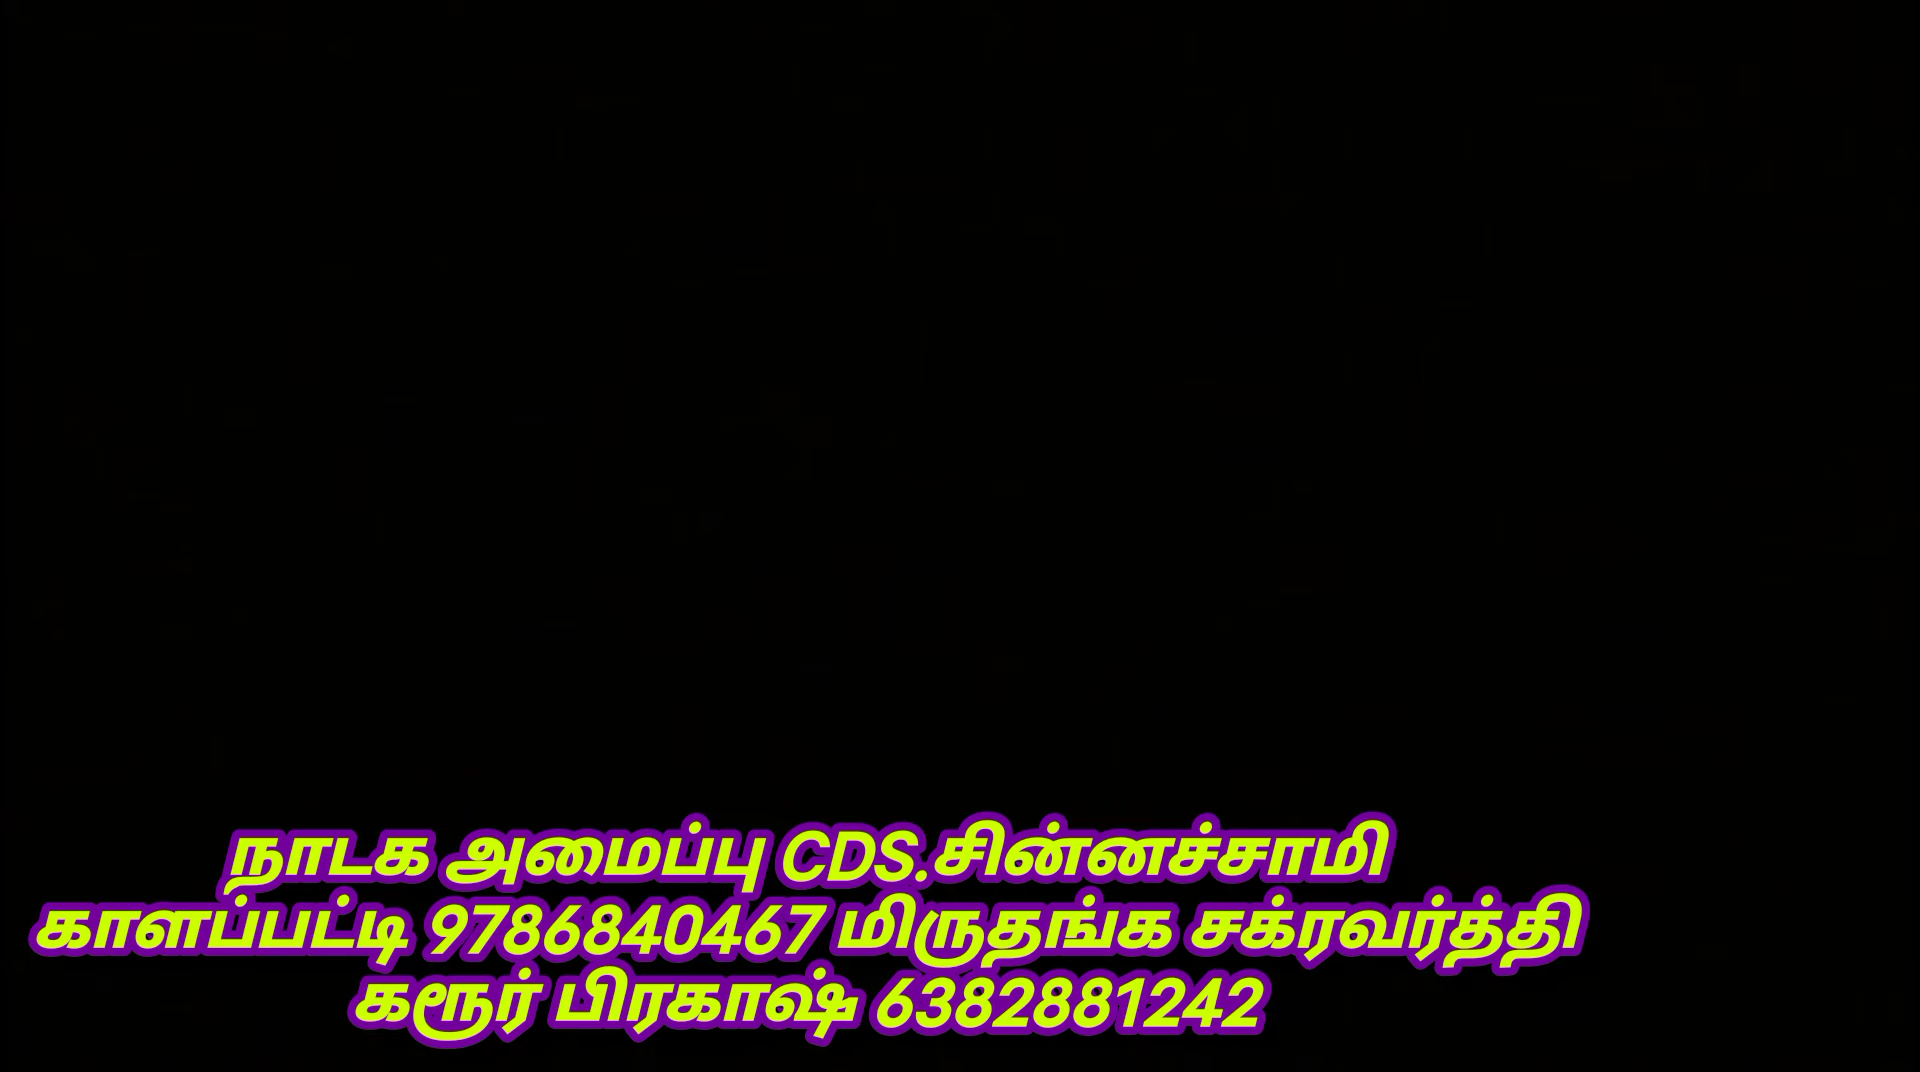 நாடக அமைப்பு CDS.சின்னச்சாமி
காளப்பட்டி 9786840467 மிருதங்க சக்ரவர்த்தி
கரூர் பிரகாஷ் 6382881242